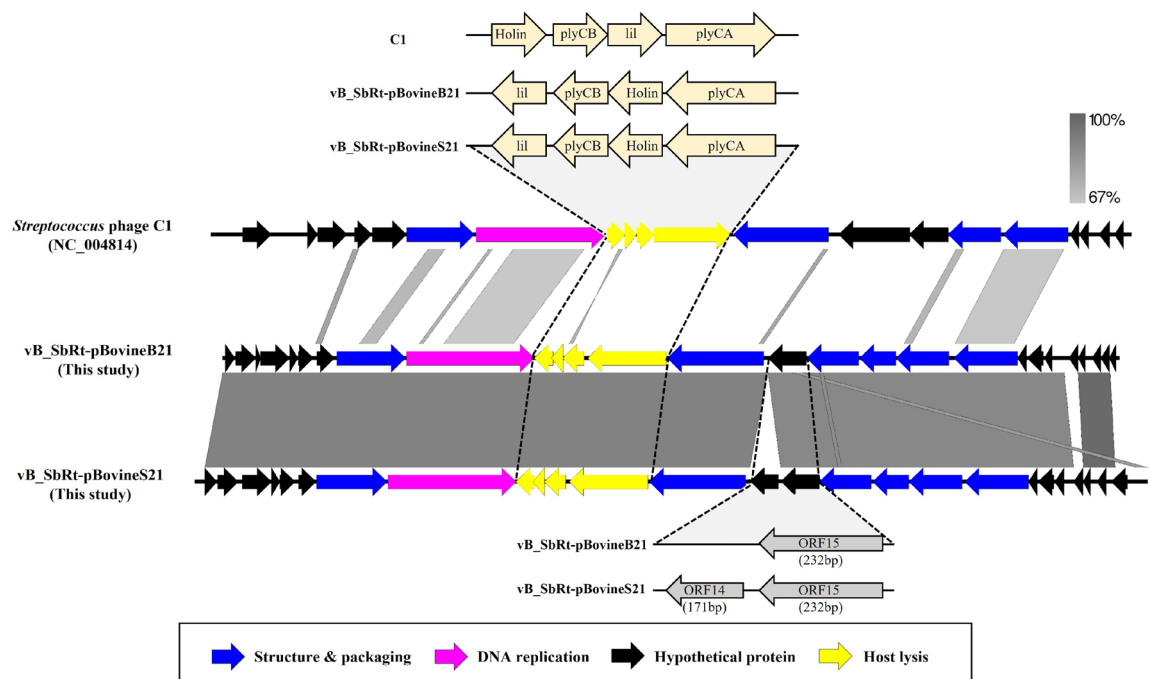 C1
Holin plyCB lil plyCA
vB_SbRt-pBovineB21
lil plyCB Holin plyCA
vB_SbRt-pBovineS21
lil plyCB Holin plyCA
100%
67%
Streptococcus phage C1
(NC_004814)
vB_SbRt-pBovineB21
(This study)
vB_SbRt-pBovineS21
(This study)
vB_SbRt-pBovineB21
ORF15
(232bp)
vB_SbRt-pBovineS21
ORF14 ORF15
(171bp) (232bp)
Structure & packaging DNA replication Hypothetical protein Host lysis